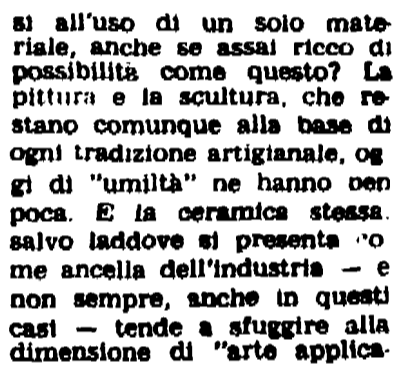 si all'uso di un solo mate-
riale, anche se assai ricco di
possibilità come questo? La
pittura e la scultura, che re-
stano comunque alla base di
ogni tradizione artigianale, og
gi di "umiltà" ne hanno ben
poca. E la ceramica stessa.
salvo laddove si presenta co
me ancella dell'industria — e
non sempre, anche in questi
casi — tende a sfuggire alla
dimensione di "arte applica-